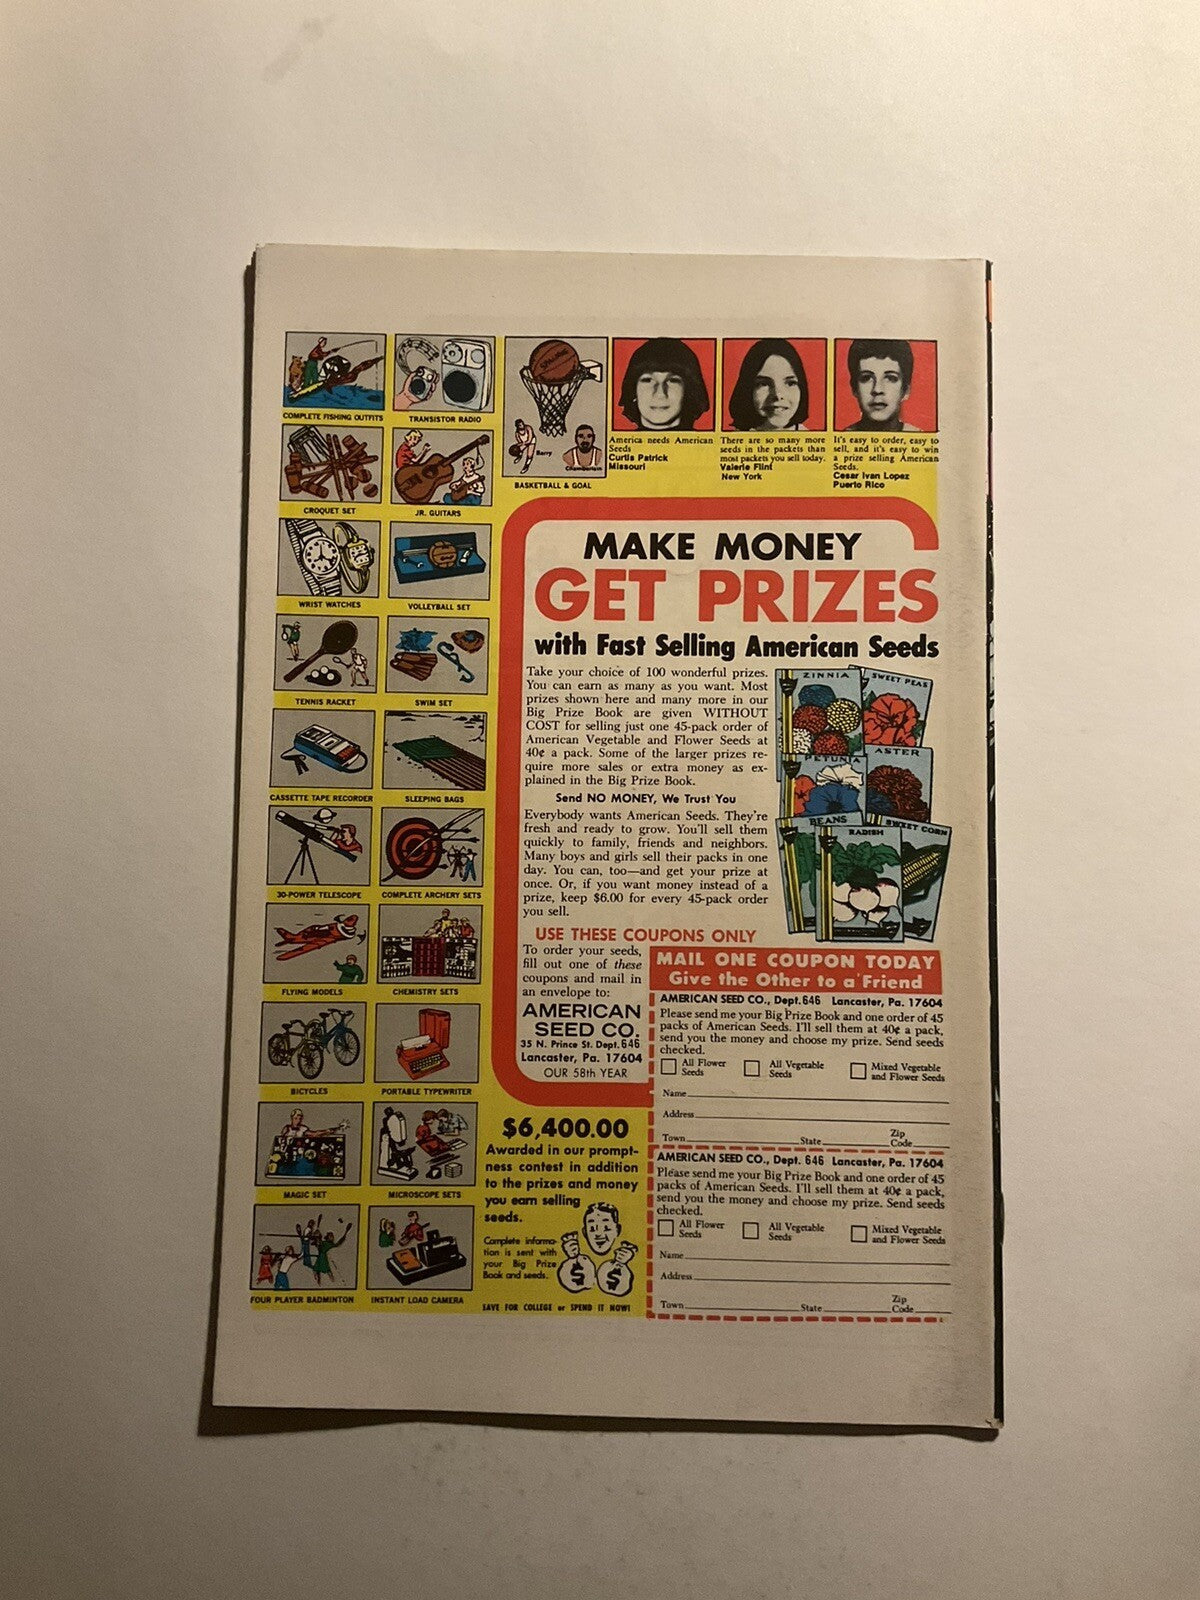 COMPLETE FISHING OUTFITS
TRANSISTOR RADIO
CROQUET SET
JR. GUITARS
WRIST WATCHES
VOLLEYBALL SET
TENNIS RACKET
SWIM SET
CASSETTE TAPE RECORDER
SLEEPING BAGS
30-POWER TELESCOPE
COMPLETE ARCHERY SETS
FLYING MODELS
CHEMISTRY SETS
BICYCLES
PORTABLE TYPEWRITER
MAGIC SET
MICROSCOPE SETS
FOUR PLAYER BADMINTON
INSTANT LOAD CAMERA
SPALDING
Barry
Chamberlain
BASKETBALL & GOAL
America needs American
Seeds
Curtis Patrick
Missouri
There are so many more
seeds in the packets than
most packets you sell today.
Valerie Flint
New York
It's easy to order, easy to
sell, and it's easy to win
a prize selling American
Seeds.
Cesar Ivan Lopez
Puerto Rico
MAKE MONEY
GET PRIZES
with Fast Selling American Seeds
Take your choice of 100 wonderful prizes.
You can earn as many as you want. Most
prizes shown here and many more in our
Big Prize Book are given WITHOUT
COST for selling just one 45-pack order of
American Vegetable and Flower Seeds at
40¢ a pack. Some of the larger prizes re-
quire more sales or extra money as ex-
plained in the Big Prize Book.
Send NO MONEY, We Trust You
Everybody wants American Seeds. They're
fresh and ready to grow. You'll sell them
quickly to family, friends and neighbors.
Many boys and girls sell their packs in one
day. You can, too—and get your prize at
once. Or, if you want money instead of a
prize, keep $6.00 for every 45-pack order
you sell.
ZINNIA
SWEET PEAS
PETUNIA
ASTER
BEANS
RADISH
SWEET CORN
USE THESE COUPONS ONLY
To order your seeds,
fill out one of these
coupons and mail in
an envelope to:
AMERICAN
SEED CO.
35 N. Prince St. Dept. 646
Lancaster, Pa. 17604
OUR 58th YEAR
MAIL ONE COUPON TODAY
Give the Other to a Friend
AMERICAN SEED CO., Dept. 646 Lancaster, Pa. 17604
Please send me your Big Prize Book and one order of 45
packs of American Seeds. I'll sell them at 40¢ a pack,
send you the money and choose my prize. Send seeds
checked.
All Flower
Seeds
All Vegetable
Seeds
Mixed Vegetable
and Flower Seeds
Name
Address
Town State Zip
Code
AMERICAN SEED CO., Dept. 646 Lancaster, Pa. 17604
Please send me your Big Prize Book and one order of 45
packs of American Seeds. I'll sell them at 40¢ a pack,
send you the money and choose my prize. Send seeds
checked.
All Flower
Seeds
All Vegetable
Seeds
Mixed Vegetable
and Flower Seeds
Name
Address
Town State Zip
Code
$6,400.00
Awarded in our prompt-
ness contest in addition
to the prizes and money
you earn selling
seeds.
Complete informa-
tion is sent with
your Big Prize
Book and seeds.
$ $
SAVE FOR COLLEGE or SPEND IT NOW!